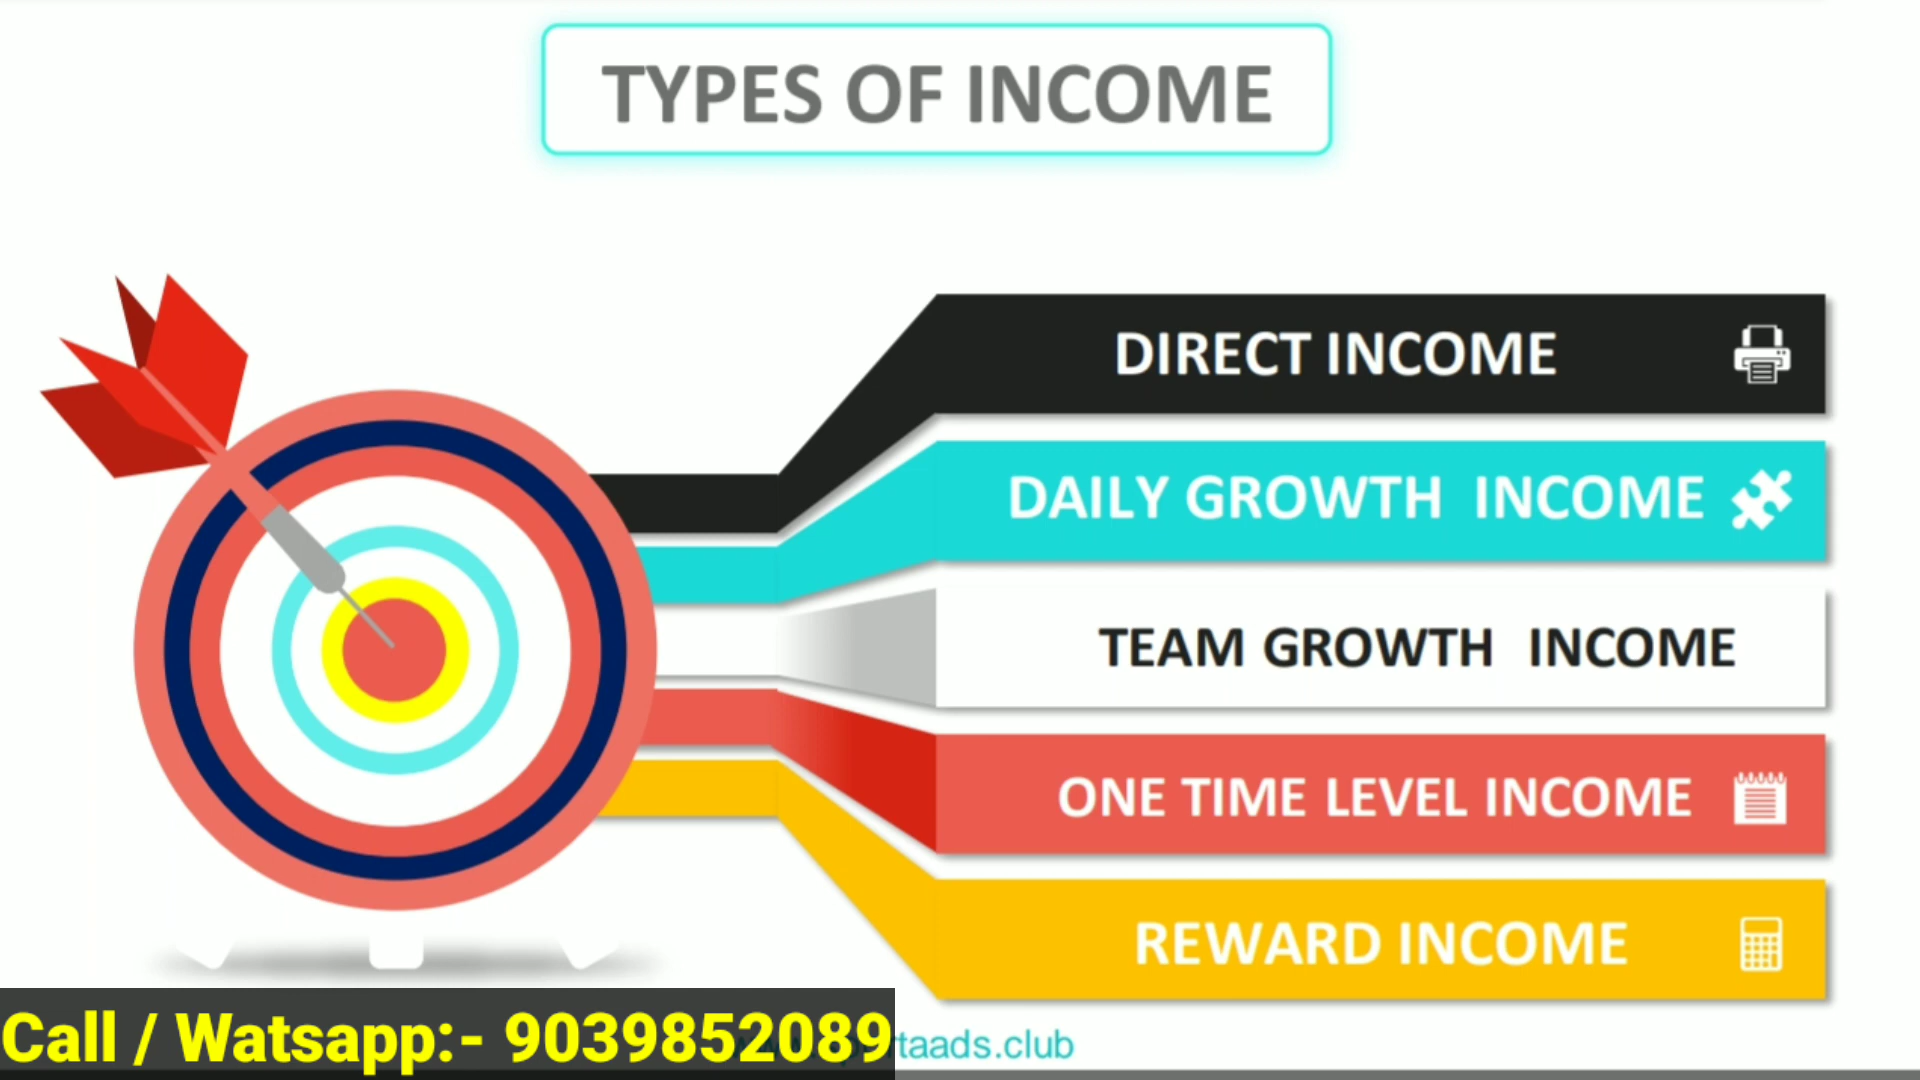 TYPES OF INCOME
DIRECT INCOME
DAILY GROWTH INCOME
TEAM GROWTH INCOME
ONE TIME LEVEL INCOME
REWARD INCOME
Call / Watsapp:- 9039852089
taads.club